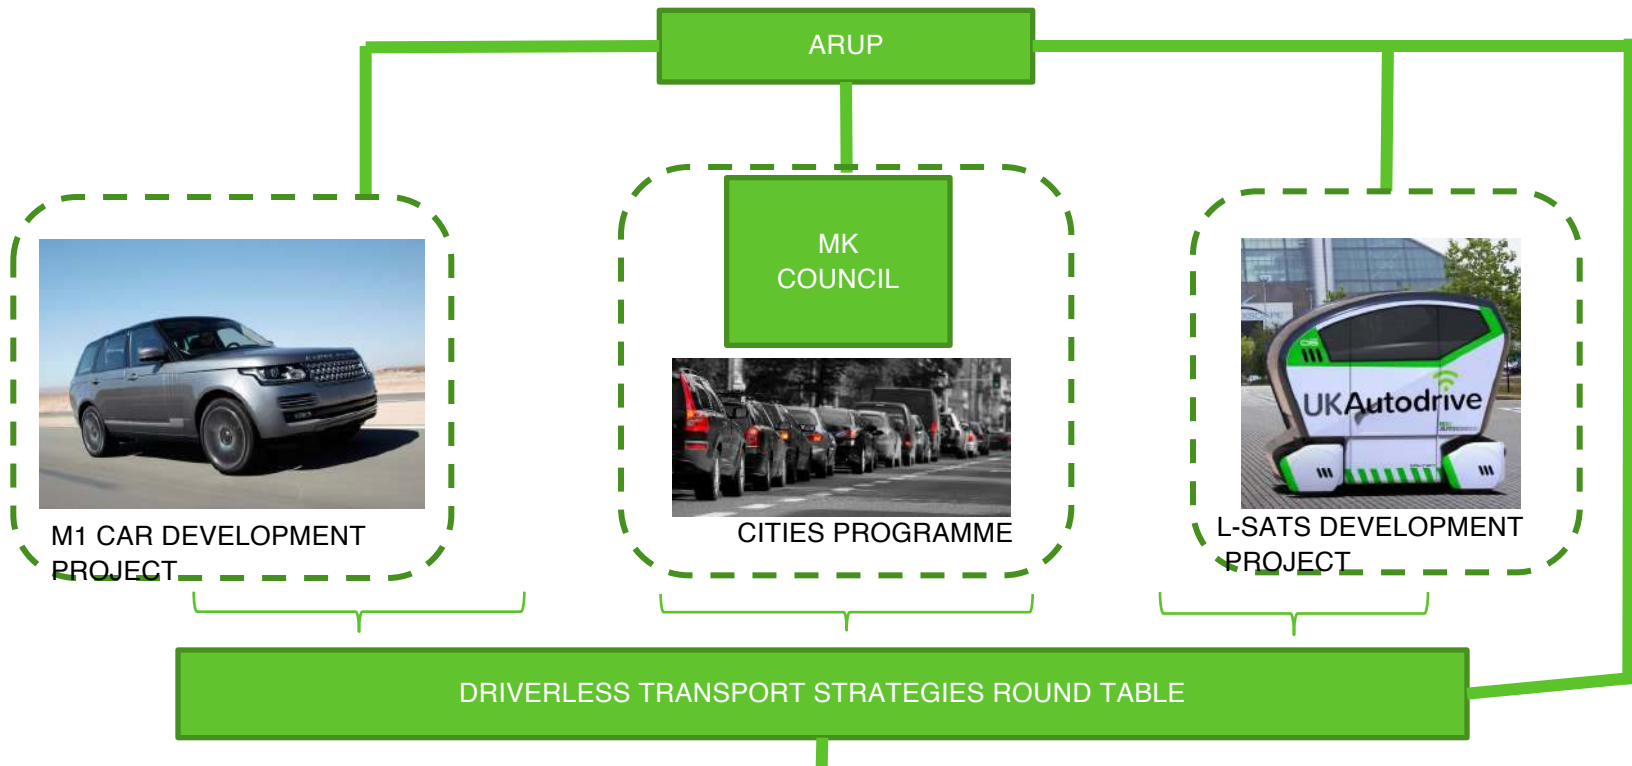 ARUP
MK
COUNCIL
UKAutodrive
M1 CAR DEVELOPMENT
PROJECT
CITIES PROGRAMME
L-SATS DEVELOPMENT
PROJECT
DRIVERLESS TRANSPORT STRATEGIES ROUND TABLE